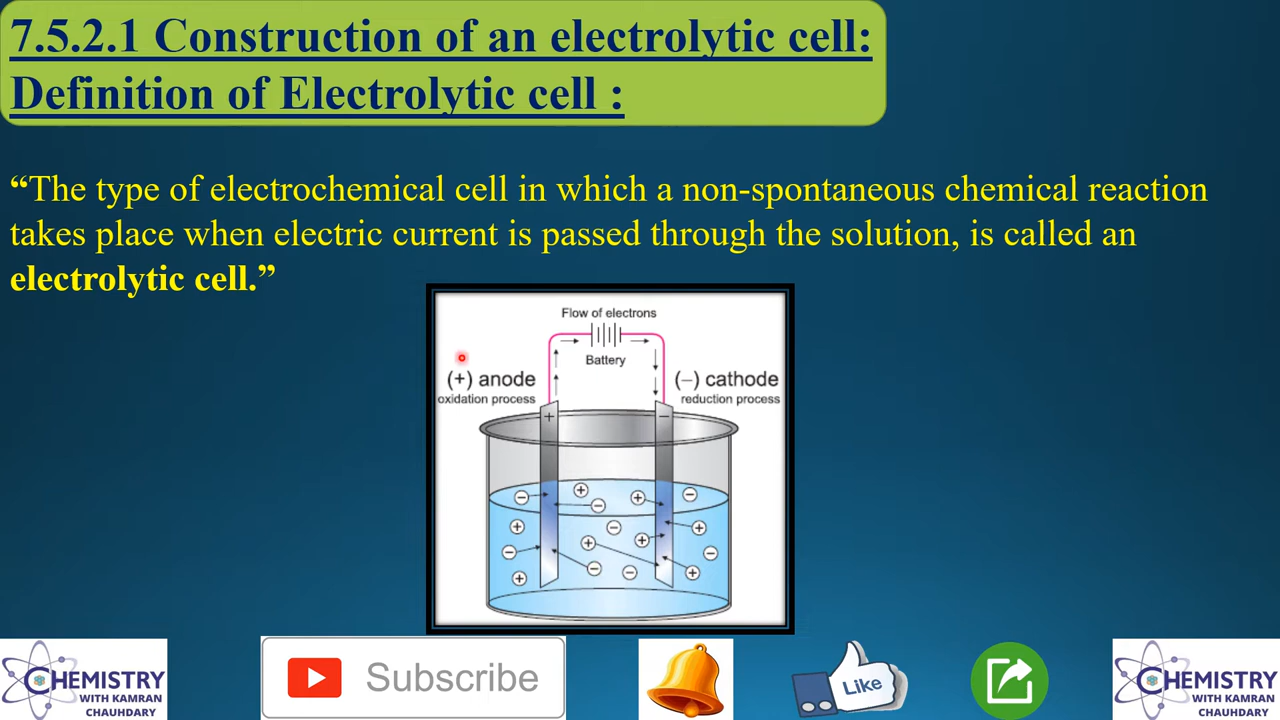 7.5.2.1 Construction of an electrolytic cell:
Definition of Electrolytic cell :
“The type of electrochemical cell in which a non-spontaneous chemical reaction
takes place when electric current is passed through the solution, is called an
electrolytic cell.”
Flow of electrons
Battery
(+) anode
oxidation process
(−) cathode
reduction process
CHEMISTRY
WITH KAMRAN
CHAUHDARY
Subscribe
Like
CHEMISTRY
WITH KAMRAN
CHAUHDARY